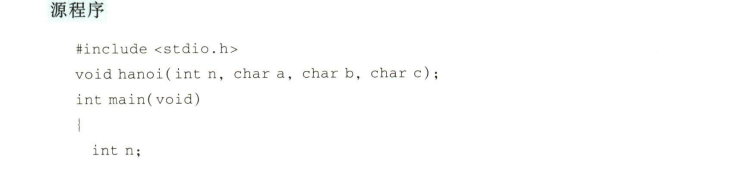 源程序
#include <stdio.h>
void hanoi(int n, char a, char b, char c);
int main(void)
{
int n;